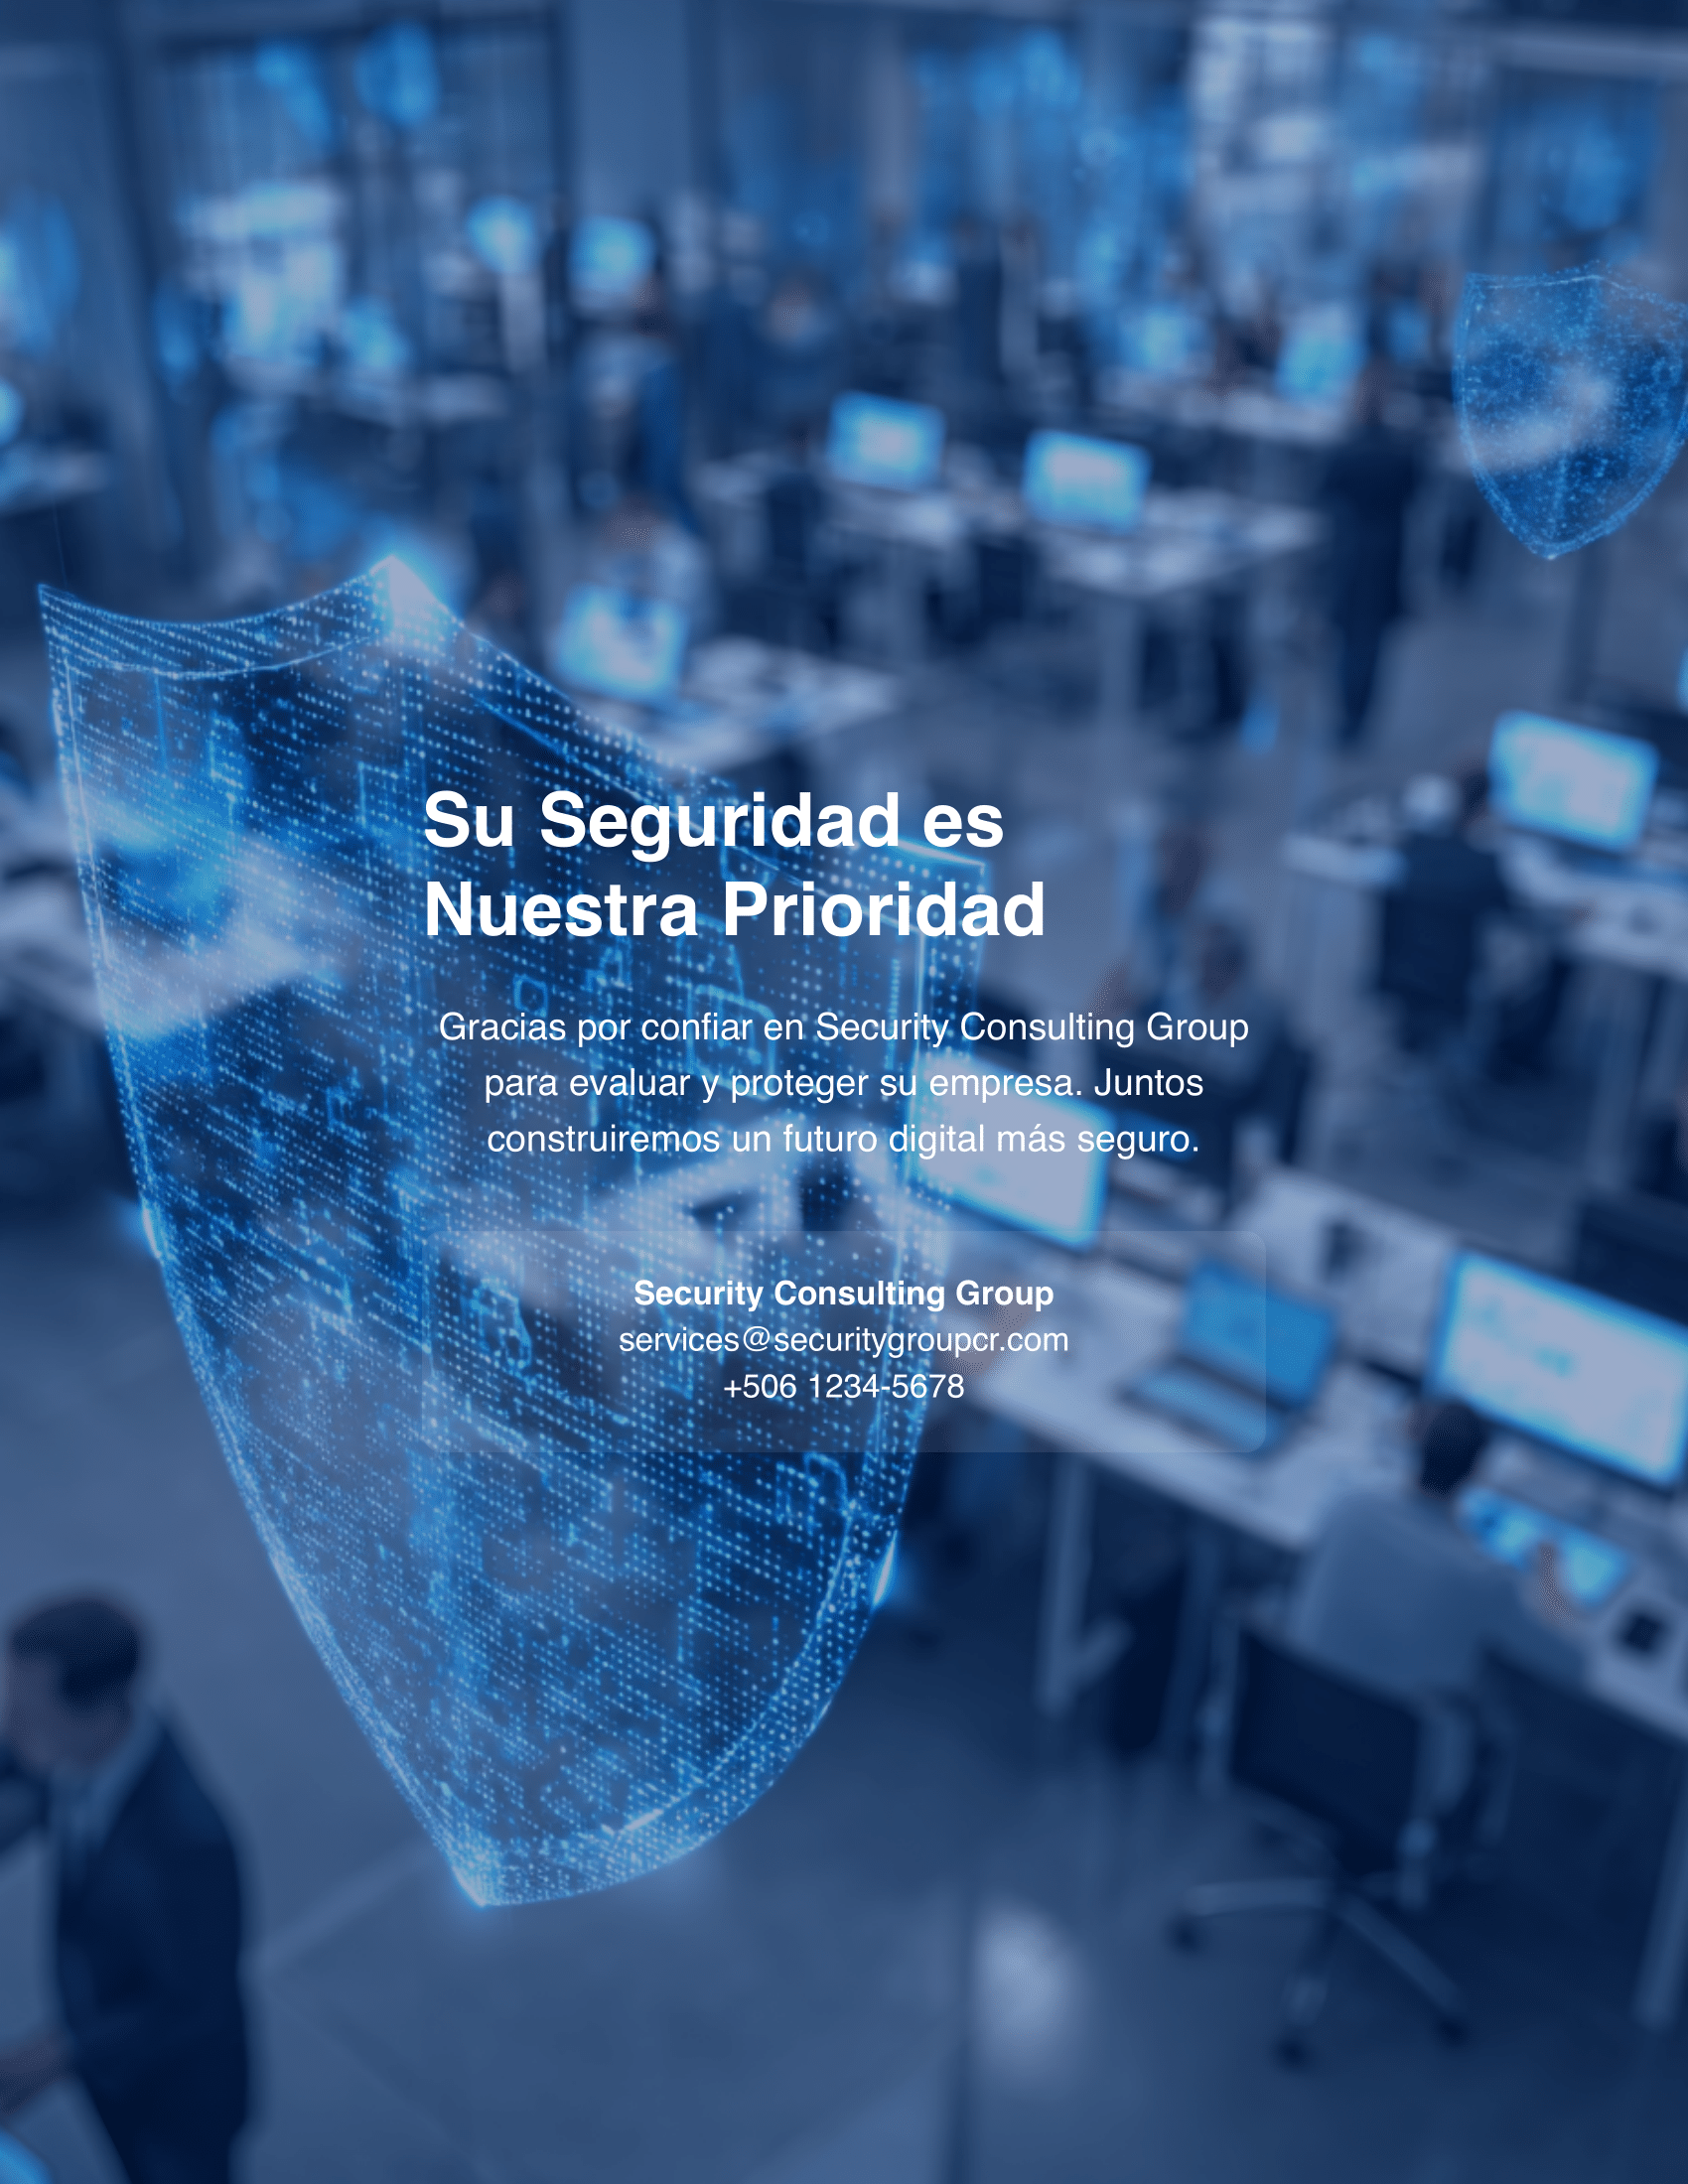 Su Seguridad es
Nuestra Prioridad
Gracias por confiar en Security Consulting Group
para evaluar y proteger su empresa. Juntos
construiremos un futuro digital más seguro.
Security Consulting Group
services@securitygroupcr.com
+506 1234-5678